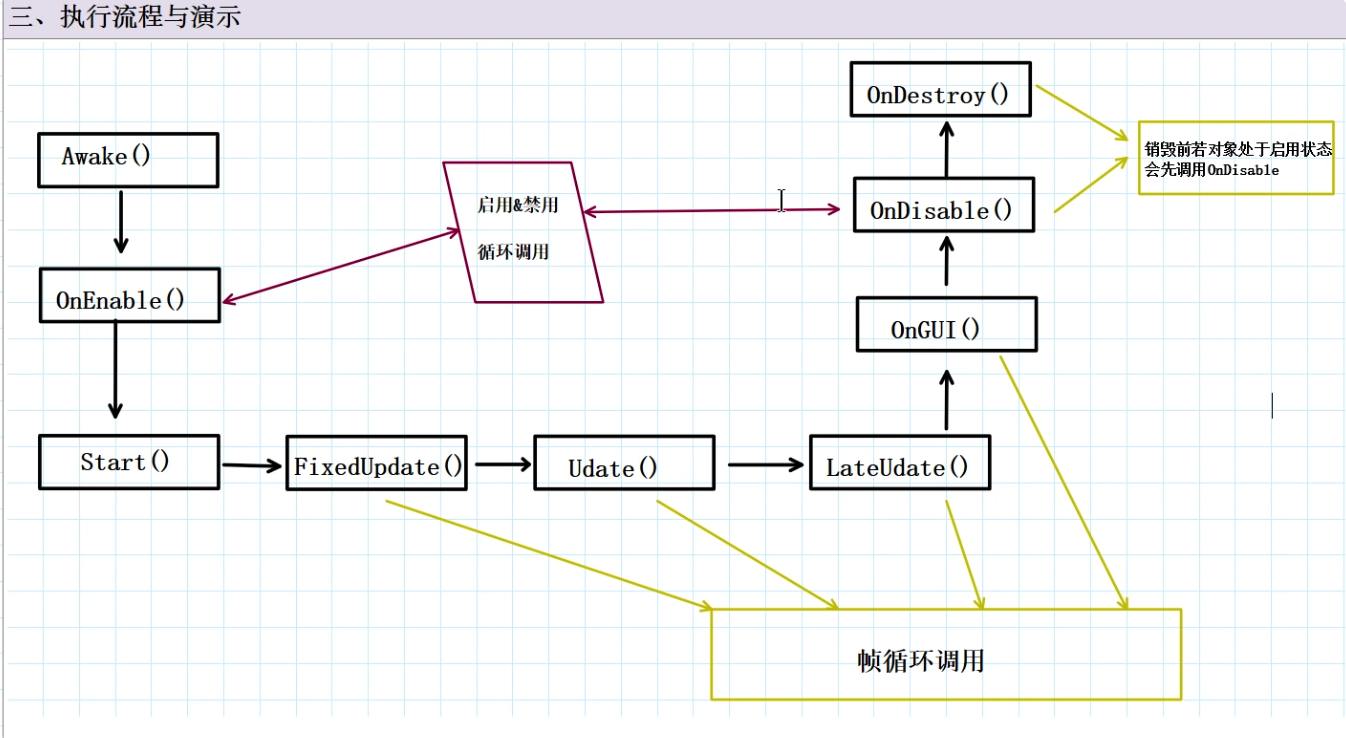 三、执行流程与演示
Awake()
OnEnable()
Start()
FixedUpdate()
Udate()
LateUdate()
OnGUI()
OnDisable()
OnDestroy()
启用&禁用
循环调用
销毁前若对象处于启用状态
会先调用OnDisable
帧循环调用